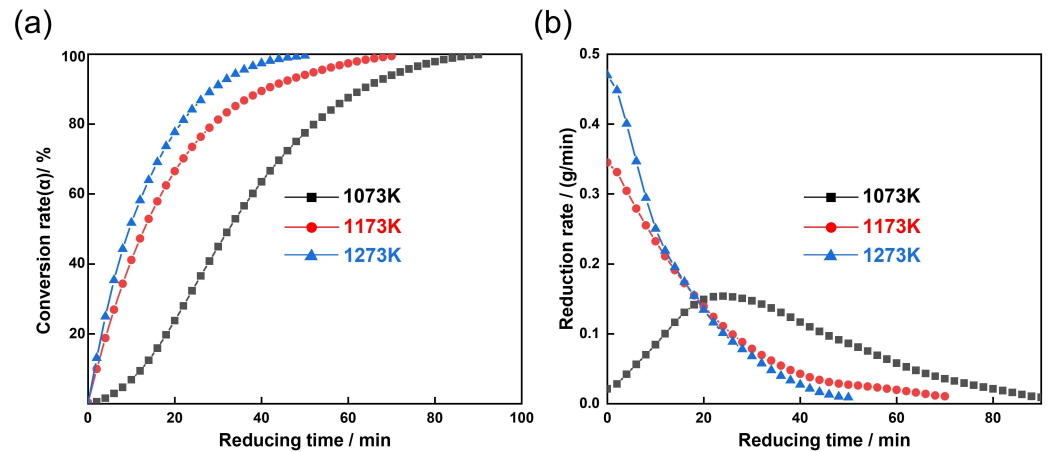 (a)
100
80
60
40
20
0
20
40
60
80
100
Conversion rate(α)/ %
Reducing time / min
1073K
1173K
1273K
(b)
0.5
0.4
0.3
0.2
0.1
0.0
0
20
40
60
80
Reduction rate / (g/min)
Reducing time / min
1073K
1173K
1273K